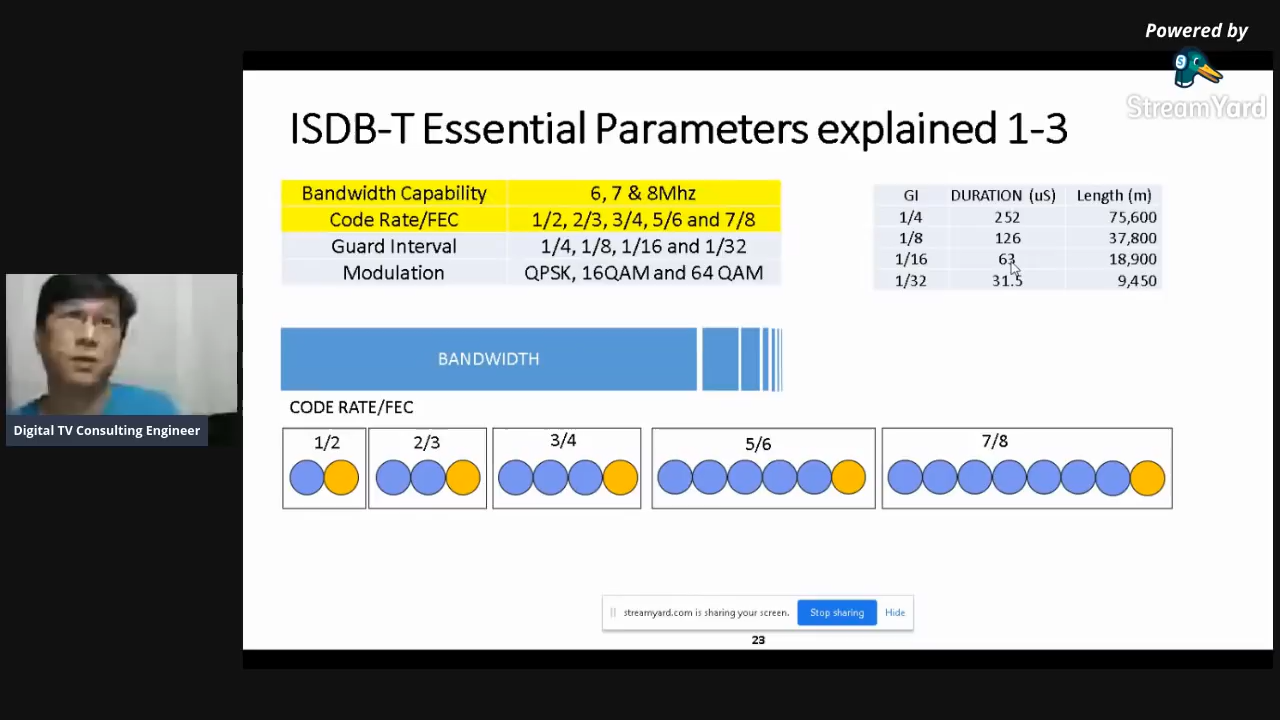 Powered by
S
StreamYard
ISDB-T Essential Parameters explained 1-3
Bandwidth Capability 6, 7 & 8Mhz
Code Rate/FEC 1/2, 2/3, 3/4, 5/6 and 7/8
Guard Interval 1/4, 1/8, 1/16 and 1/32
Modulation QPSK, 16QAM and 64 QAM
GI DURATION (uS) Length (m)
1/4 252 75,600
1/8 126 37,800
1/16 63 18,900
1/32 31.5 9,450
BANDWIDTH
CODE RATE/FEC
1/2 2/3 3/4 5/6 7/8
Digital TV Consulting Engineer
streamyard.com is sharing your screen. Stop sharing Hide
23